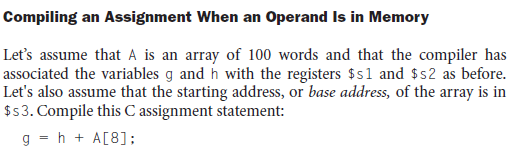 Compiling an Assignment When an Operand Is in Memory
Let's assume that A is an array of 100 words and that the compiler has
associated the variables g and h with the registers $s1 and $s2 as before.
Let's also assume that the starting address, or base address, of the array is in
$s3. Compile this C assignment statement:
g = h + A[8];